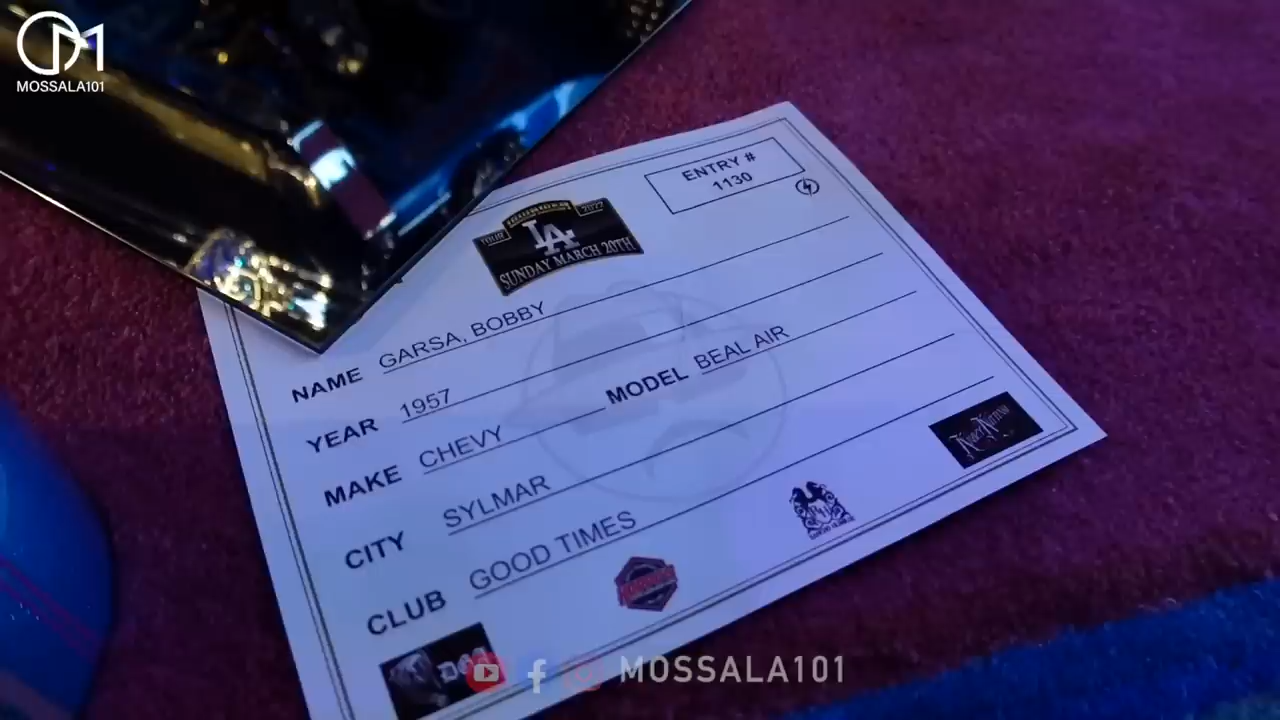 MOSSALA101
ENTRY #
1130
TOUR
2022
LA
SUNDAY MARCH 20TH
NAME GARSA, BOBBY
YEAR 1957
MAKE CHEVY MODEL BEAL AIR
CITY SYLMAR
CLUB GOOD TIMES
MOSSALA101